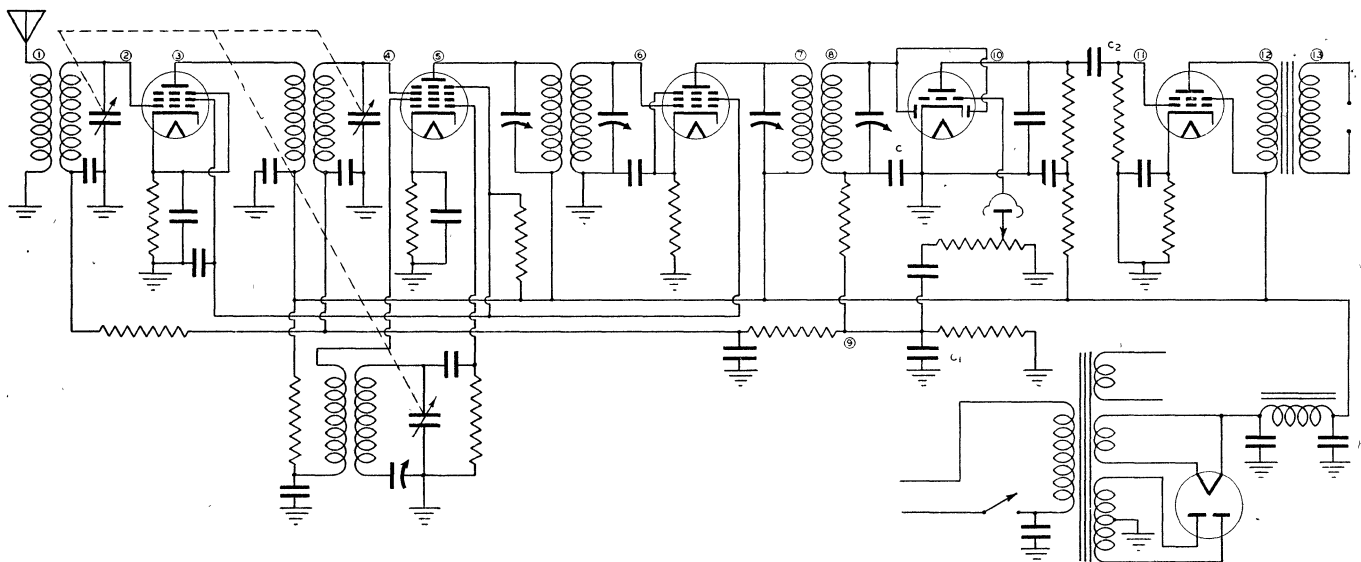 ① ② ③ ④ ⑤ ⑥ ⑦ ⑧ ⑩ C2 ⑪ ⑫ ⑬
C
⑨ C1